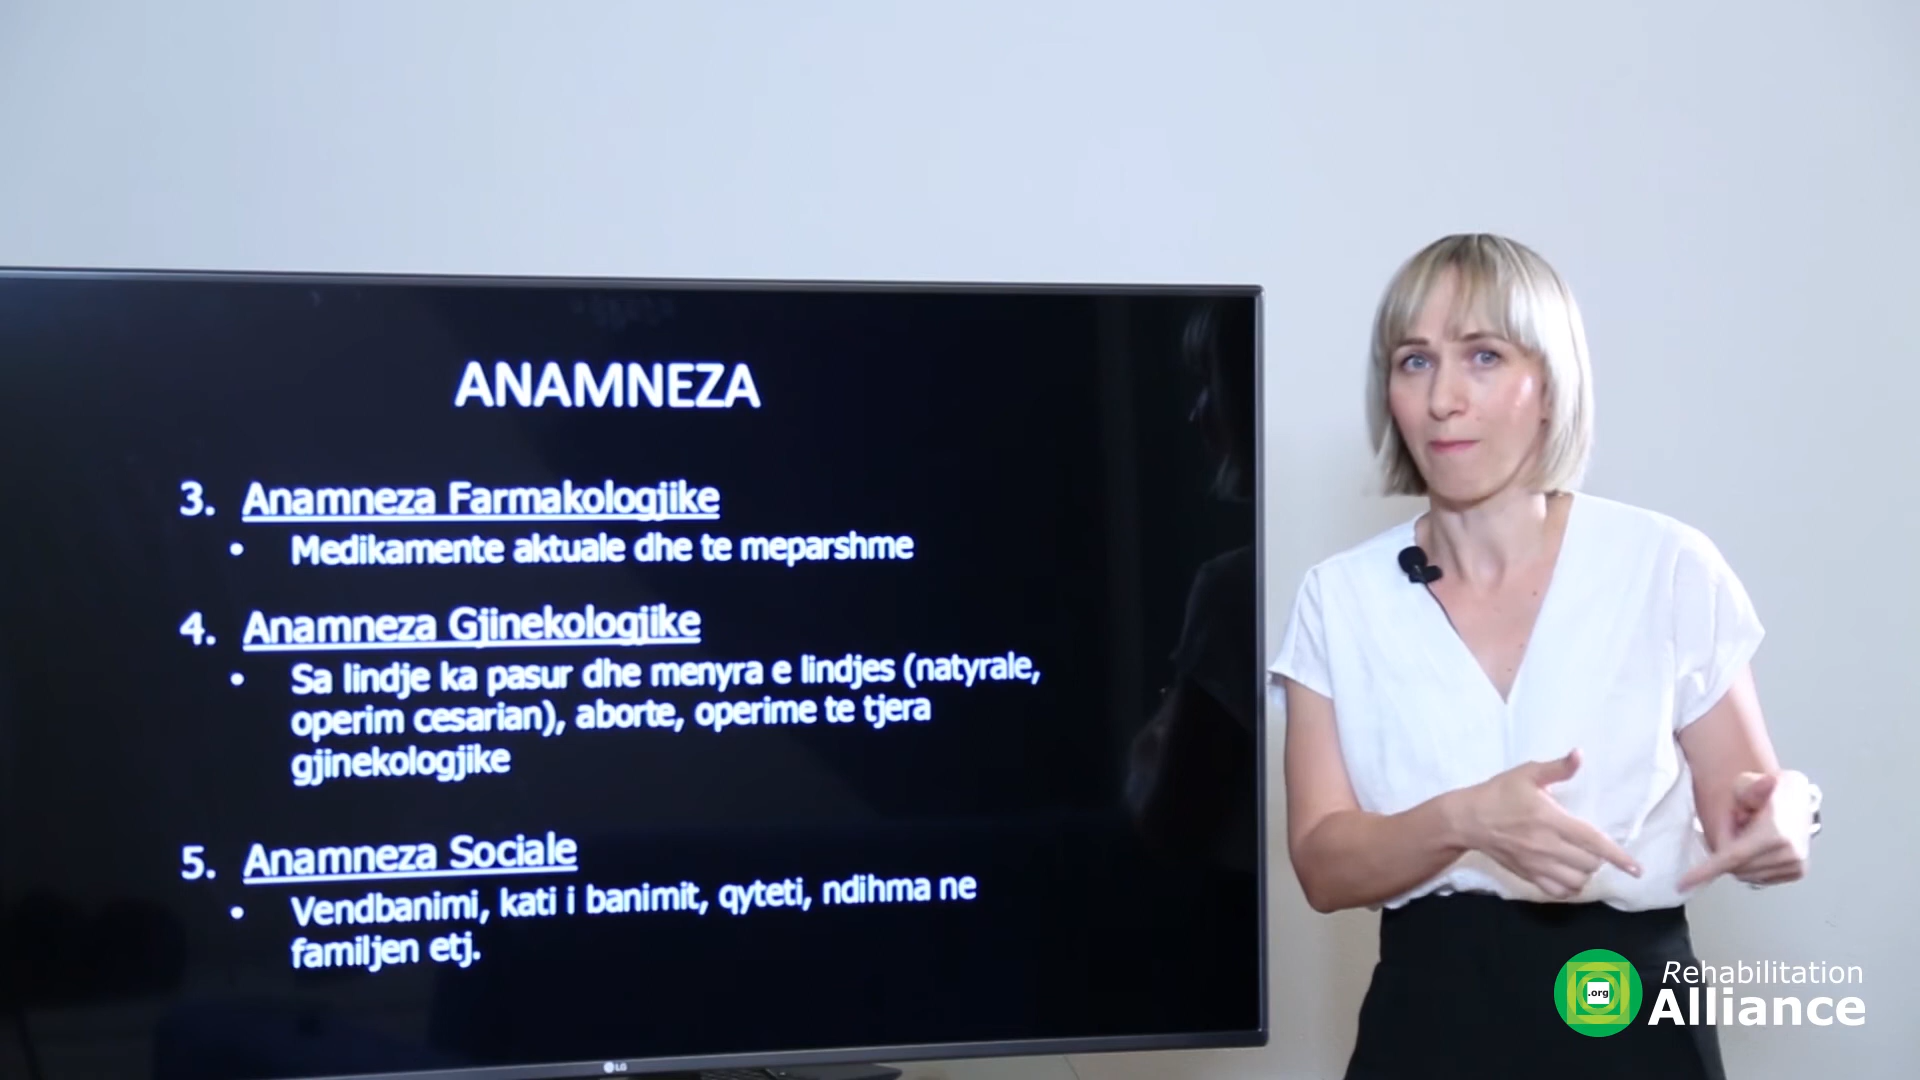 ANAMNEZA
3. Anamneza Farmakologjike
• Medikamente aktuale dhe te meparshme
4. Anamneza Gjinekologjike
• Sa lindje ka pasur dhe menyra e lindjes (natyrale,
operim cesarian), aborte, operime te tjera
gjinekologjike
5. Anamneza Sociale
• Vendbanimi, kati i banimit, qyteti, ndihma ne
familjen etj.
LG
.org
Rehabilitation
Alliance